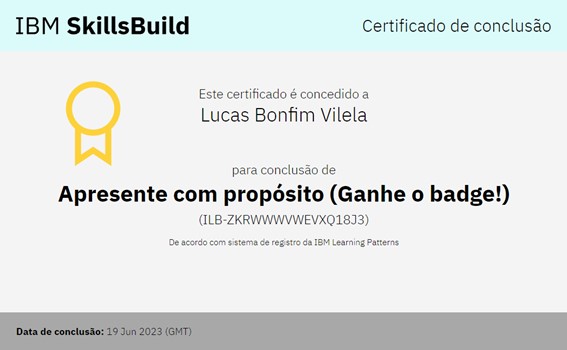 IBM SkillsBuild
Certificado de conclusão
Este certificado é concedido a
Lucas Bonfim Vilela
para conclusão de
Apresente com propósito (Ganhe o badge!)
(ILB-ZKRWWWVWEVXQ18J3)
De acordo com sistema de registro da IBM Learning Patterns
Data de conclusão: 19 Jun 2023 (GMT)